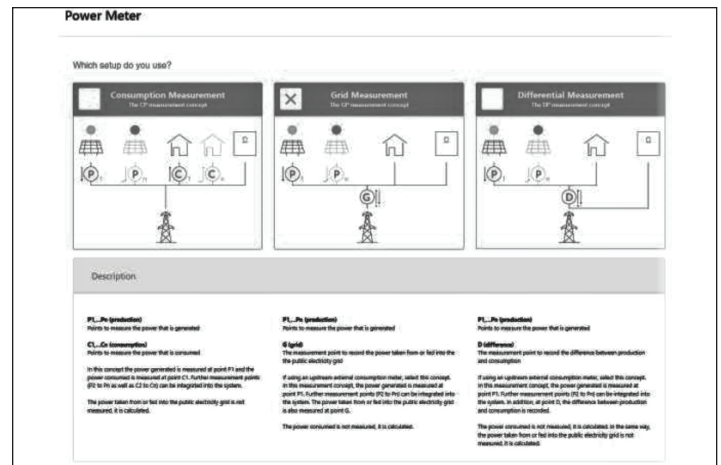 Power Meter
Which setup do you use?
Consumption Measurement
The CP measurement concept
Grid Measurement
The GP measurement concept
Differential Measurement
The DP measurement concept
P 1
P n
C 1
C n
P 1
P n
G
P 1
P n
D
Description
P1,...Pn (production)
Points to measure the power that is generated
C1,...Cn (consumption)
Points to measure the power that is consumed
In this concept the power generated is measured at point P1 and the
power consumed is measured at point C1. Further measurement points
(P2 to Pn as well as C2 to Cn) can be integrated into the system.
The power taken from or fed into the public electricity grid is not
measured, it is calculated.
P1,...Pn (production)
Points to measure the power that is generated
G (grid)
The measurement point to record the power taken from or fed into the
the public electricity grid
If using an upstream external consumption meter, select this concept.
In this measurement concept, the power generated is measured at
point P1. Further measurement points (P2 to Pn) can be integrated into
the system. The power taken from or fed into the public electricity grid
is also measured at point G.
The power consumed is not measured, it is calculated.
P1,...Pn (production)
Points to measure the power that is generated
D (difference)
The measurement point to record the difference between production
and consumption
If using an upstream external consumption meter, select this concept.
In this measurement concept, the power generated is measured at
point P1. Further measurement points (P2 to Pn) can be integrated into
the system. In addition, at point D, the difference between production
and consumption is recorded.
The power consumed is not measured, it is calculated. In the same way,
the power taken from or fed into the public electricity grid is not
measured, it is calculated.